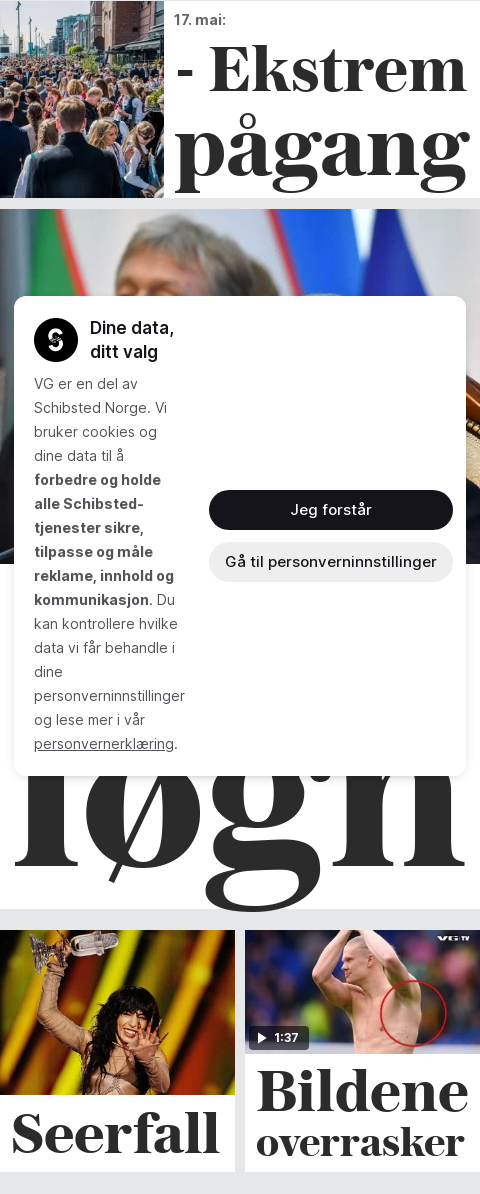 17. mai:
- Ekstrem
pågang
Dine data,
ditt valg
VG er en del av
Schibsted Norge. Vi
bruker cookies og
dine data til å
forbedre og holde
alle Schibsted-
tjenester sikre,
tilpasse og måle
reklame, innhold og
kommunikasjon. Du
kan kontrollere hvilke
data vi får behandle i
dine
personverninnstillinger
og lese mer i vår
personvernerklæring.
Jeg forstår
Gå til personverninnstillinger
løgn
VGTV
1:37
Seerfall
Bildene
overrasker